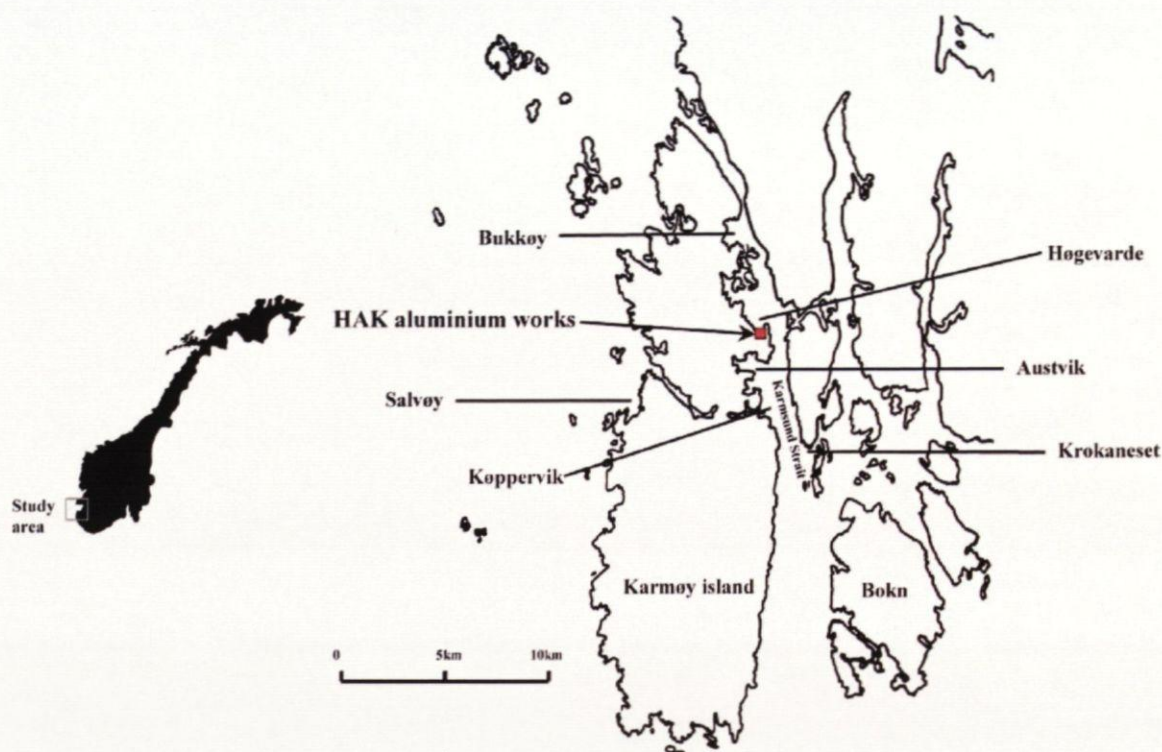 Bukkøy
Høgevarde
HAK aluminium works
Austvik
Salvøy
Karmsund Strait
Krokaneset
Køppervik
Study
area
Karmøy island
Bokn
0 5km 10km